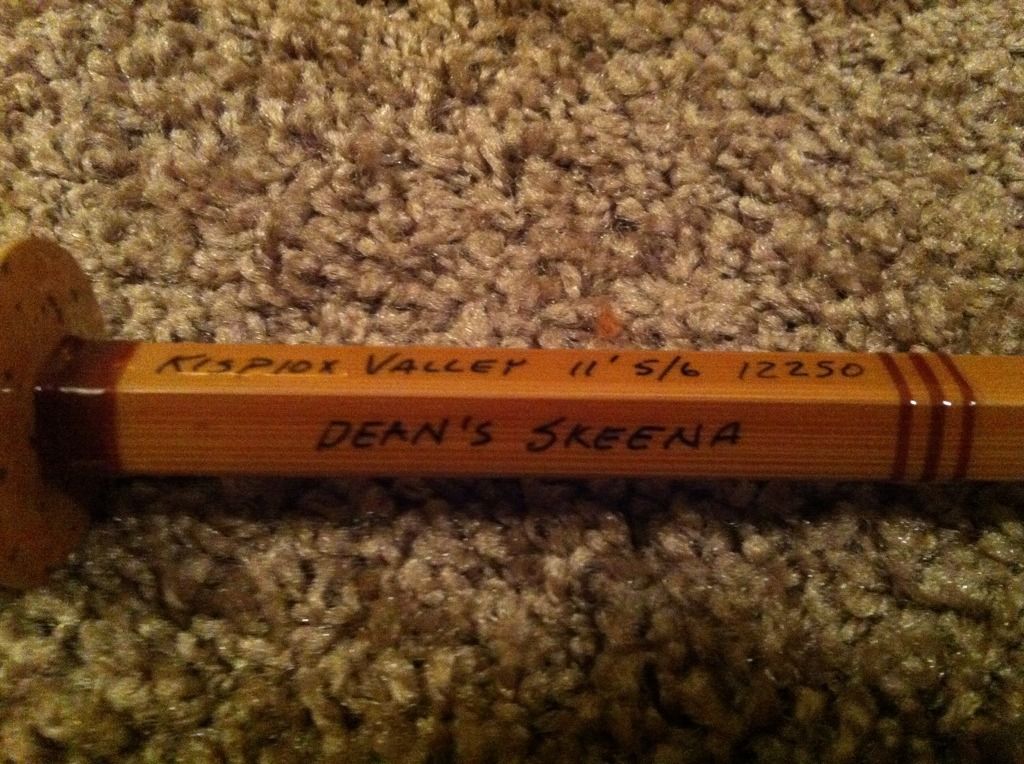 KISPIOX VALLEY 11' 5/6 12250
DEAN'S SKEENA